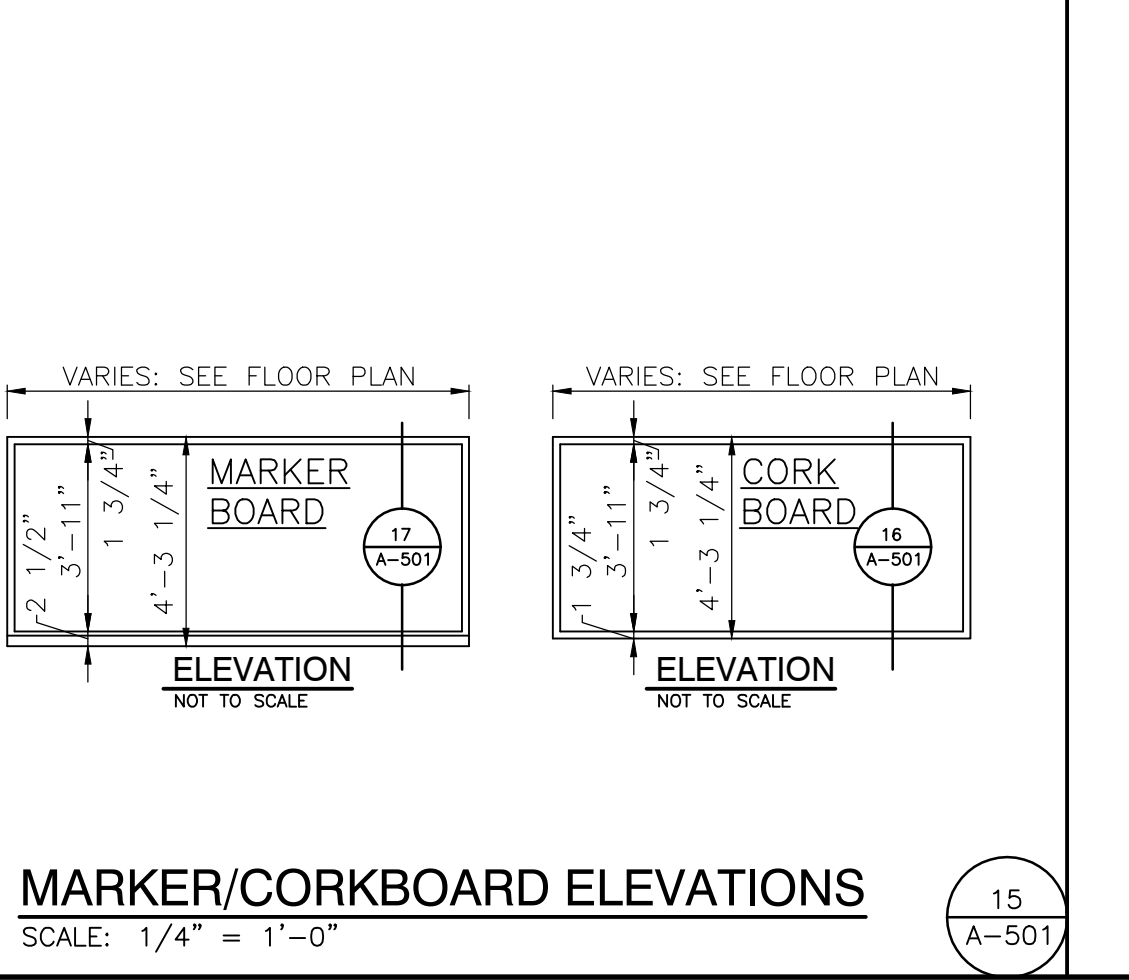 VARIES: SEE FLOOR PLAN
2 1/2"
3'-11"
1 3/4"
4'-3 1/4"
MARKER
BOARD
17
A-501
ELEVATION
NOT TO SCALE
VARIES: SEE FLOOR PLAN
1 3/4"
3'-11"
1 3/4"
4'-3 1/4"
CORK
BOARD
16
A-501
ELEVATION
NOT TO SCALE
MARKER/CORKBOARD ELEVATIONS
SCALE: 1/4" = 1'-0"
15
A-501